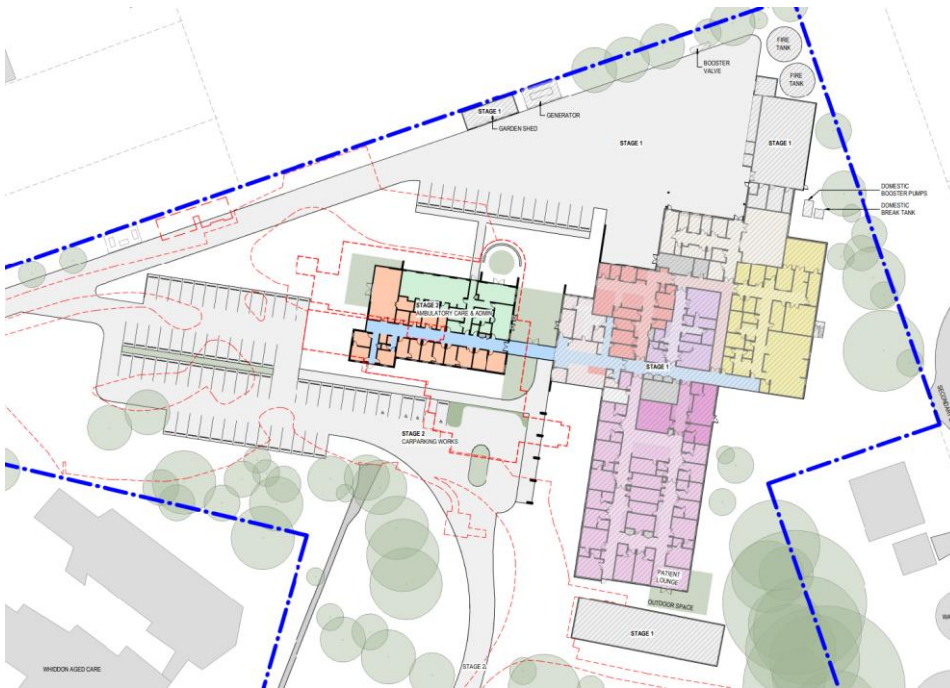 FIRE
TANK
FIRE
TANK
BOOSTER
VALVE
STAGE 1
GENERATOR
GARDEN SHED
STAGE 1
STAGE 1
DOMESTIC
BOOSTER PUMPS
DOMESTIC
BREAK TANK
STAGE 2
AMBULATORY CARE & ADMIN
STAGE 1
STAGE 2
CARPARKING WORKS
PATIENT
LOUNGE
OUTDOOR SPACE
STAGE 1
STAGE 2
WHIDDON AGED CARE